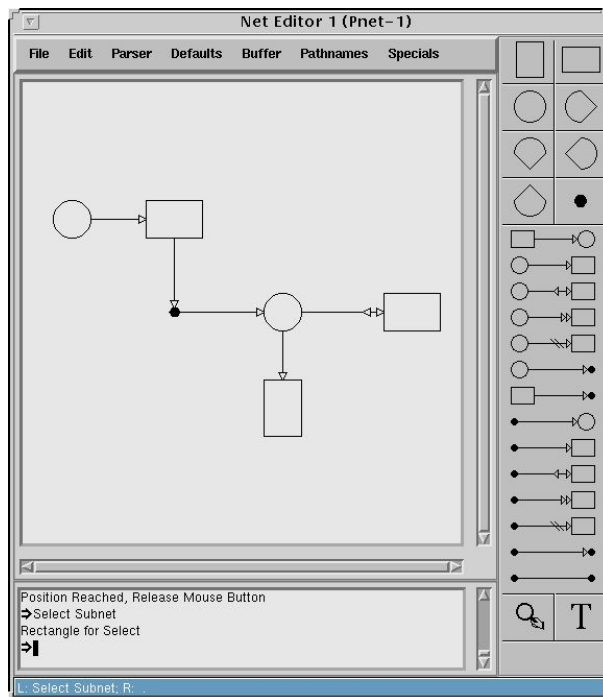 Net Editor 1 (Pnet-1)
File Edit Parser Defaults Buffer Pathnames Specials
T
Position Reached, Release Mouse Button
⇒Select Subnet
Rectangle for Select
⇒
L: Select Subnet; R: .